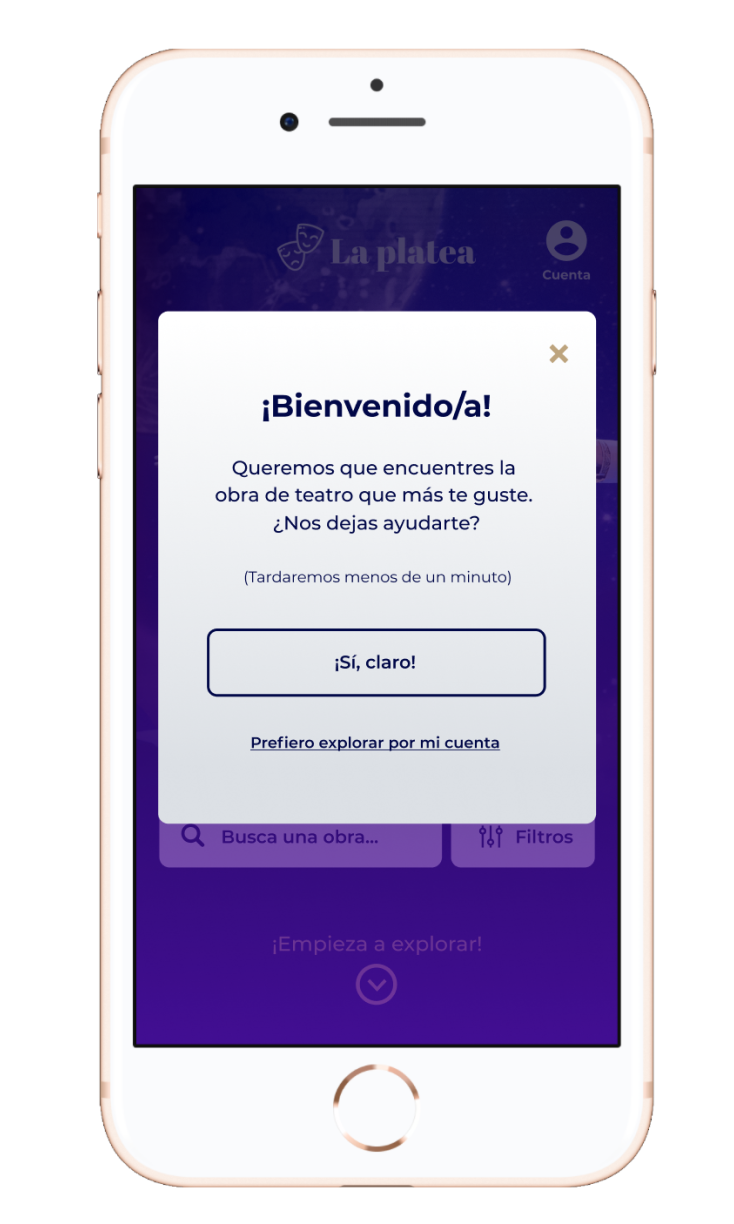 La platea
Cuenta
¡Bienvenido/a!
Queremos que encuentres la
obra de teatro que más te guste.
¿Nos dejas ayudarte?
(Tardaremos menos de un minuto)
¡Sí, claro!
Prefiero explorar por mi cuenta
Busca una obra... Filtros
¡Empieza a explorar!